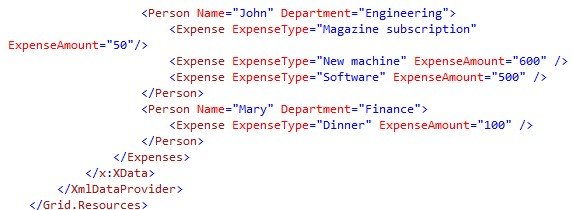 <Person Name="John" Department="Engineering">
<Expense ExpenseType="Magazine subscription"
ExpenseAmount="50"/>
<Expense ExpenseType="New machine" ExpenseAmount="600" />
<Expense ExpenseType="Software" ExpenseAmount="500" />
</Person>
<Person Name="Mary" Department="Finance">
<Expense ExpenseType="Dinner" ExpenseAmount="100" />
</Person>
</Expenses>
</x:XData>
</XmlDataProvider>
</Grid.Resources>